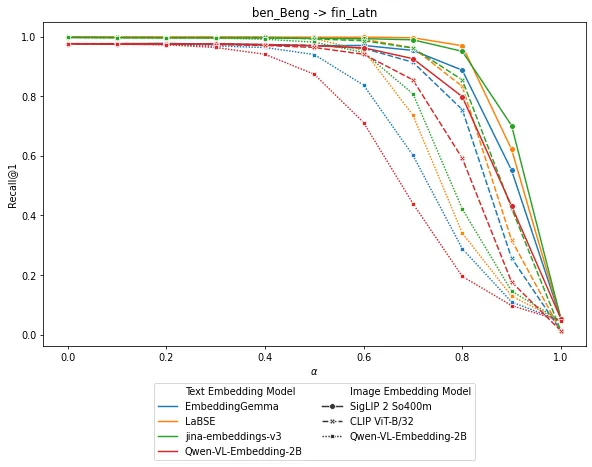 ben_Beng -> fin_Latn
1.0
0.8
0.6
0.4
0.2
0.0
Recall@1
0.0 0.2 0.4 0.6 0.8 1.0
α
Text Embedding Model
EmbeddingGemma
LaBSE
jina-embeddings-v3
Qwen-VL-Embedding-2B
Image Embedding Model
SigLIP 2 So400m
CLIP ViT-B/32
Qwen-VL-Embedding-2B